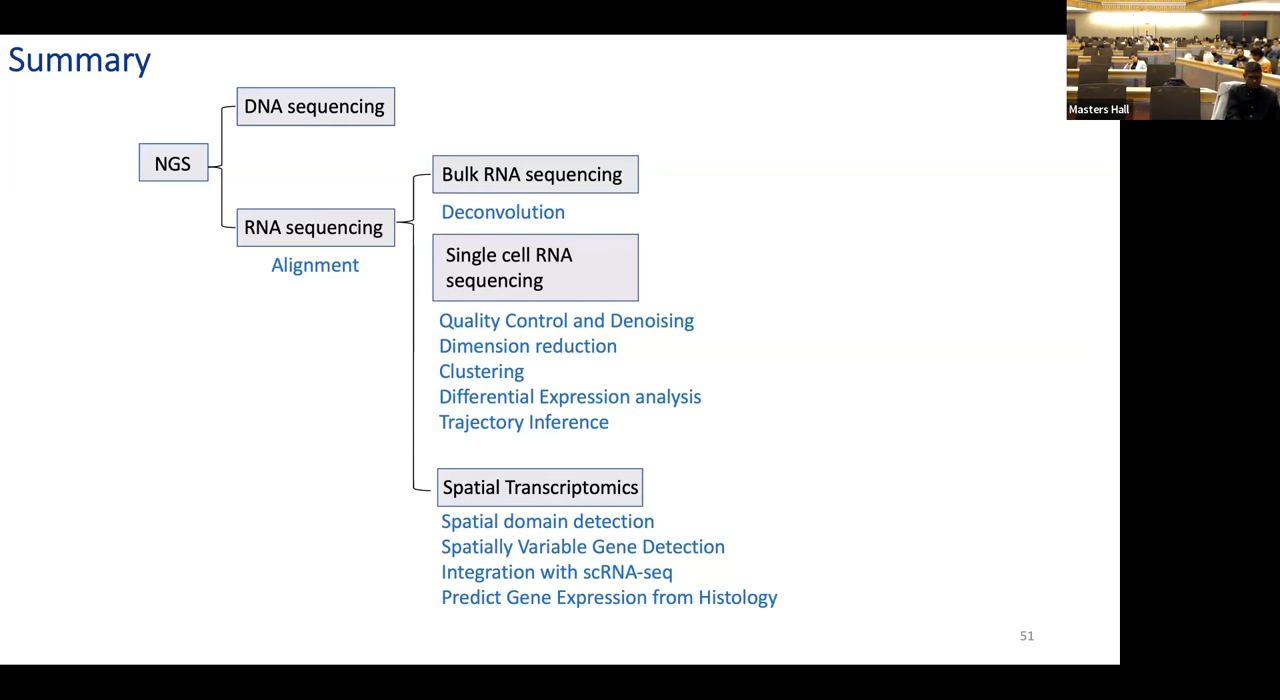 Summary
DNA sequencing
NGS
RNA sequencing
Alignment
Bulk RNA sequencing
Deconvolution
Single cell RNA
sequencing
Quality Control and Denoising
Dimension reduction
Clustering
Differential Expression analysis
Trajectory Inference
Spatial Transcriptomics
Spatial domain detection
Spatially Variable Gene Detection
Integration with scRNA-seq
Predict Gene Expression from Histology
51
Masters Hall